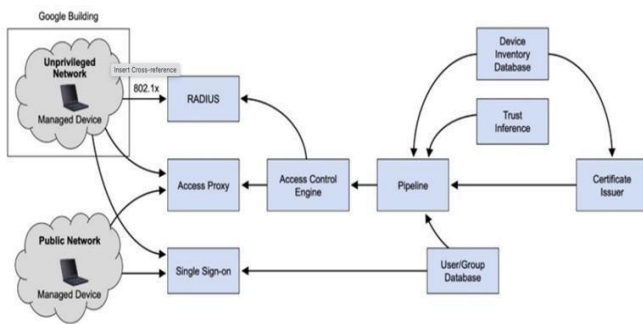 Google Building
Unprivileged
Network
Insert Cross-reference
802.1x
Managed Device
RADIUS
Device
Inventory
Database
Trust
Inference
Access Proxy
Access Control
Engine
Pipeline
Certificate
Issuer
Public Network
Managed Device
Single Sign-on
User/Group
Database